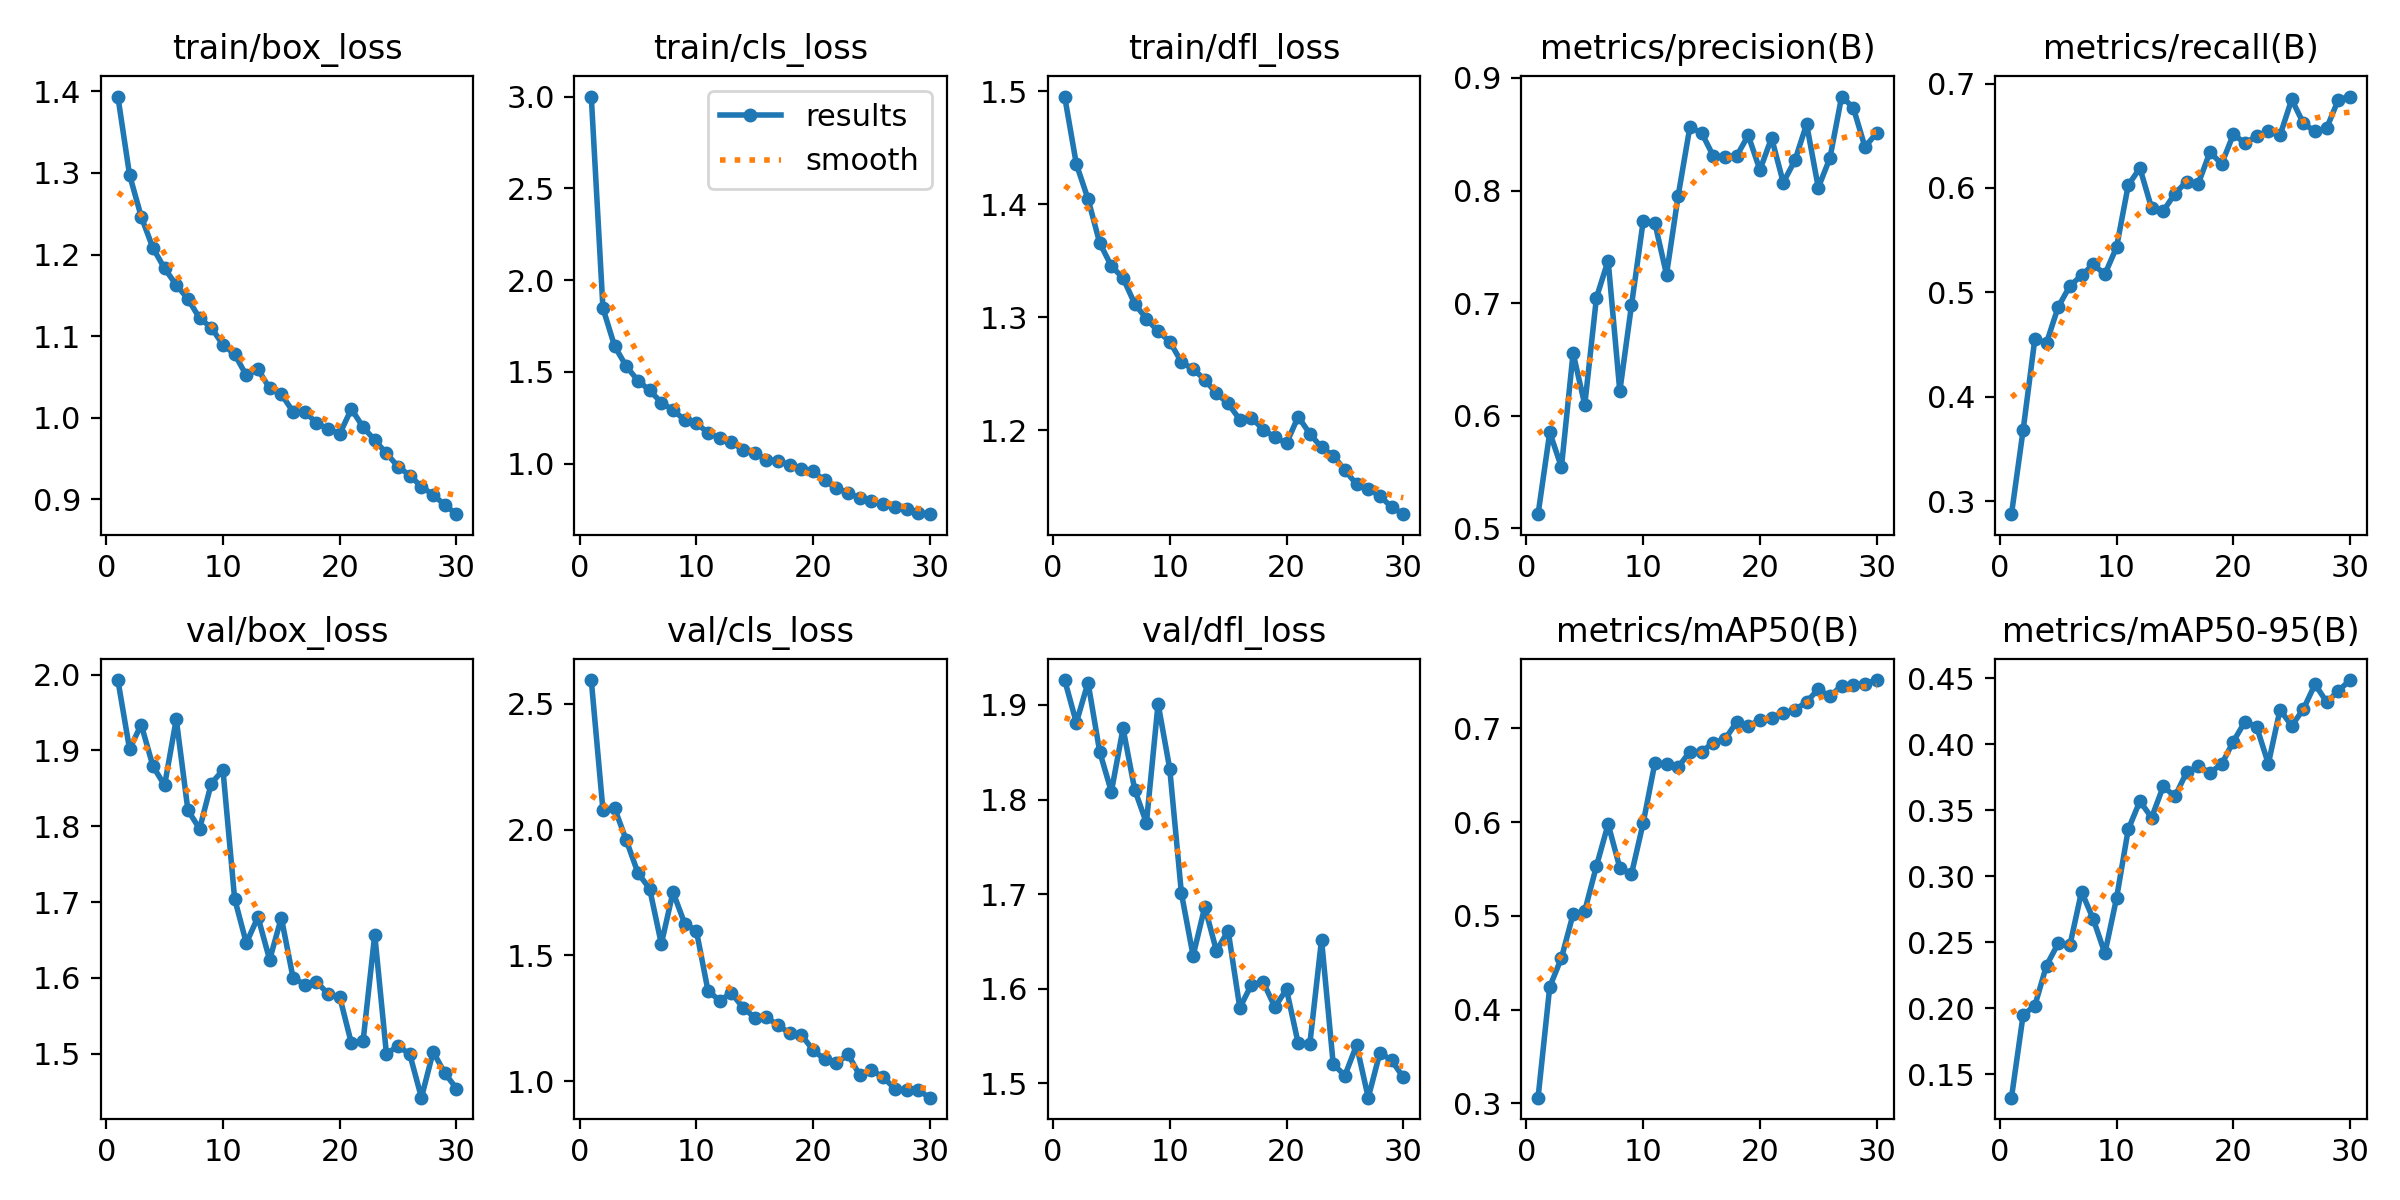 train/box_loss
1.4
1.3
1.2
1.1
1.0
0.9
0 10 20 30
train/cls_loss
results
smooth
3.0
2.5
2.0
1.5
1.0
0 10 20 30
train/dfl_loss
1.5
1.4
1.3
1.2
0 10 20 30
metrics/precision(B)
0.9
0.8
0.7
0.6
0.5
0 10 20 30
metrics/recall(B)
0.7
0.6
0.5
0.4
0.3
0 10 20 30
val/box_loss
2.0
1.9
1.8
1.7
1.6
1.5
0 10 20 30
val/cls_loss
2.5
2.0
1.5
1.0
0 10 20 30
val/dfl_loss
1.9
1.8
1.7
1.6
1.5
0 10 20 30
metrics/mAP50(B)
0.7
0.6
0.5
0.4
0.3
0 10 20 30
metrics/mAP50-95(B)
0.45
0.40
0.35
0.30
0.25
0.20
0.15
0 10 20 30